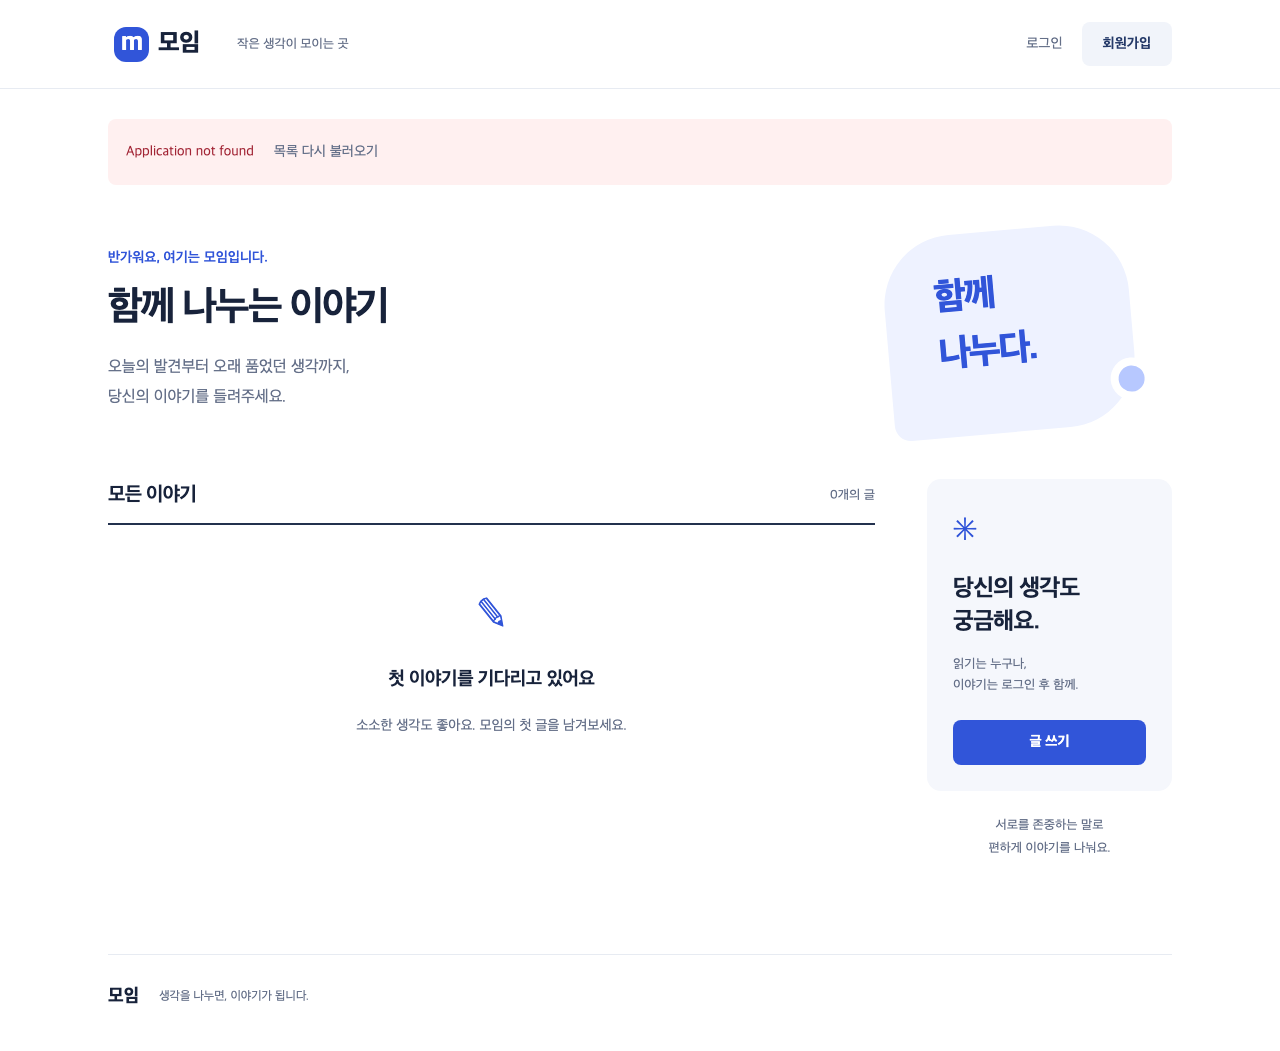 m 모임 작은 생각이 모이는 곳 로그인 회원가입
Application not found 목록 다시 불러오기
반가워요, 여기는 모임입니다.
함께 나누는 이야기
오늘의 발견부터 오래 품었던 생각까지,
당신의 이야기를 들려주세요.
함께
나누다.
모든 이야기 0개의 글
첫 이야기를 기다리고 있어요
소소한 생각도 좋아요. 모임의 첫 글을 남겨보세요.
당신의 생각도
궁금해요.
읽기는 누구나,
이야기는 로그인 후 함께.
글 쓰기
서로를 존중하는 말로
편하게 이야기를 나눠요.
모임 생각을 나누면, 이야기가 됩니다.